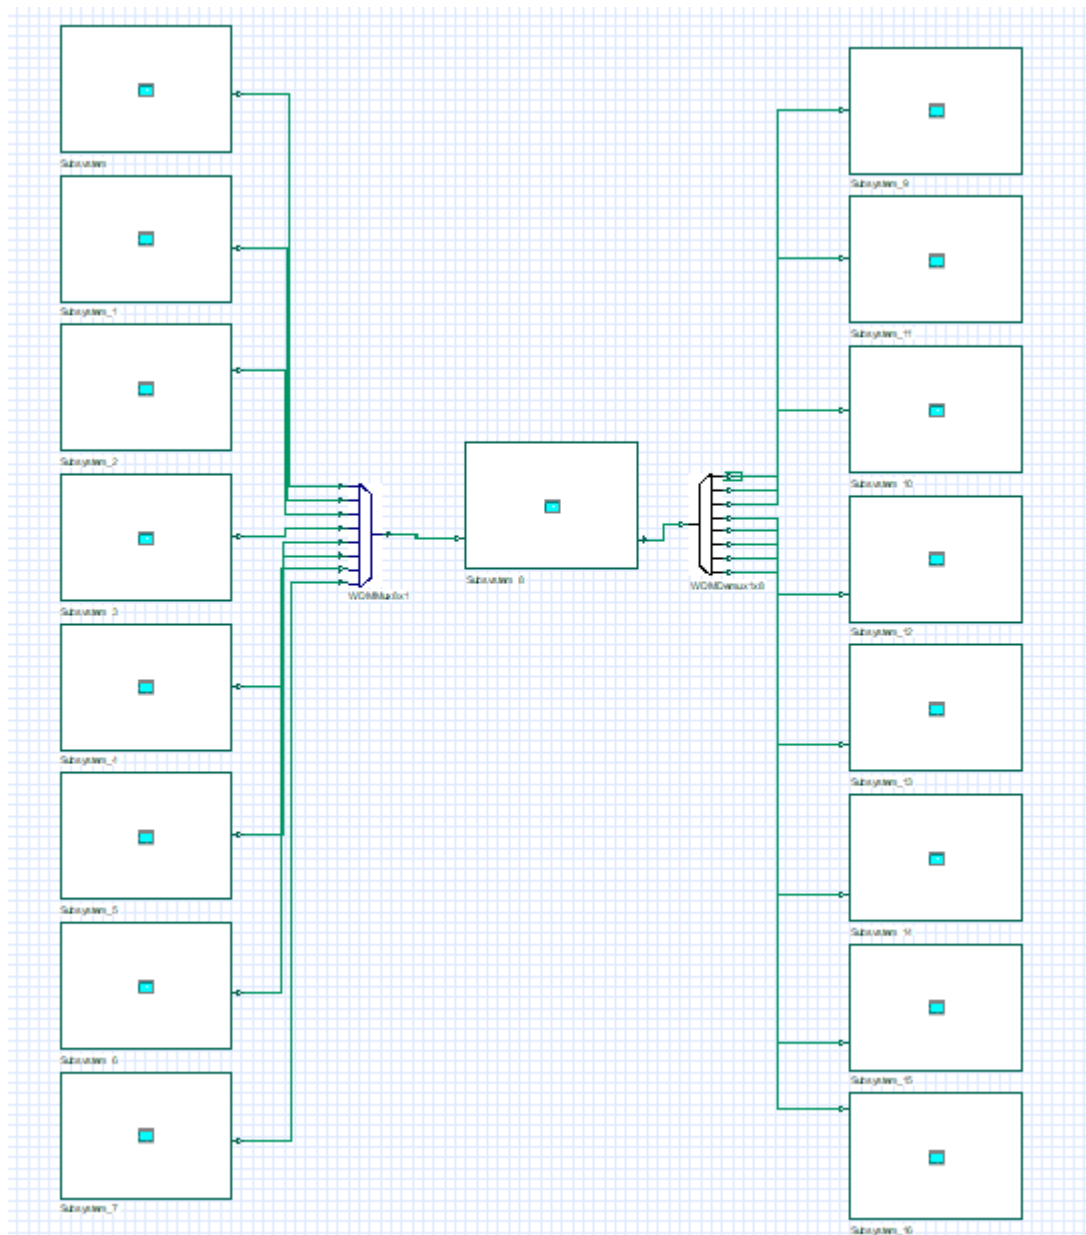 Subsystem
Subsystem_1
Subsystem_2
Subsystem_3
Subsystem_4
Subsystem_5
Subsystem_6
Subsystem_7
WDMMux8x1
Subsystem_8
WDMDemux1x8
Subsystem_9
Subsystem_11
Subsystem_10
Subsystem_12
Subsystem_13
Subsystem_14
Subsystem_15
Subsystem_16